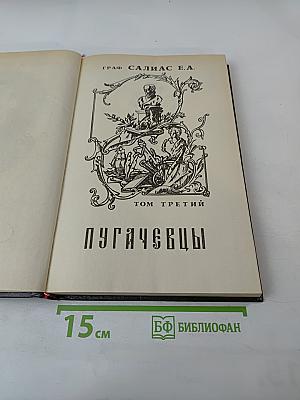 ГРАФ САЛИАС Е.А.
ТОМ ТРЕТИЙ
ПУГАЧЕВЦЫ
15 см
БФ БИБЛИОФАН